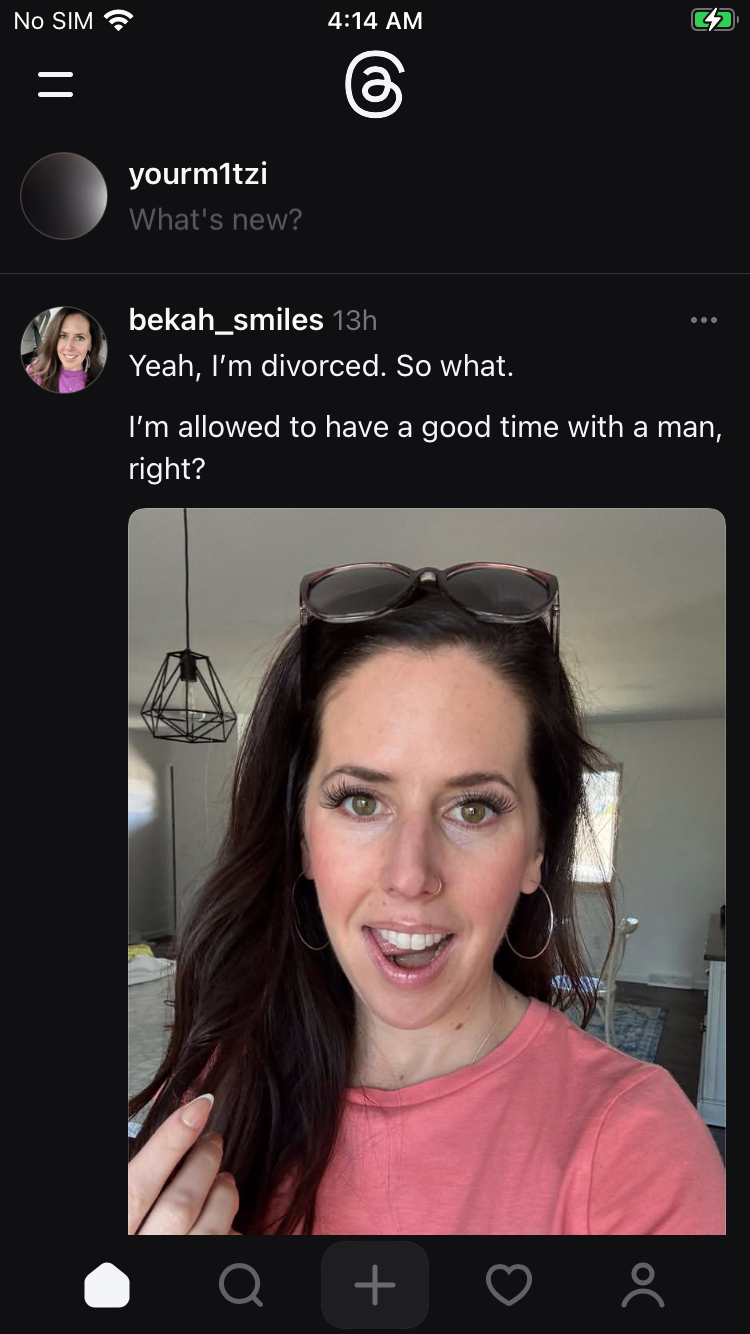 No SIM
4:14 AM
yourm1tzi
What's new?
bekah_smiles 13h
Yeah, I’m divorced. So what.
I’m allowed to have a good time with a man,
right?